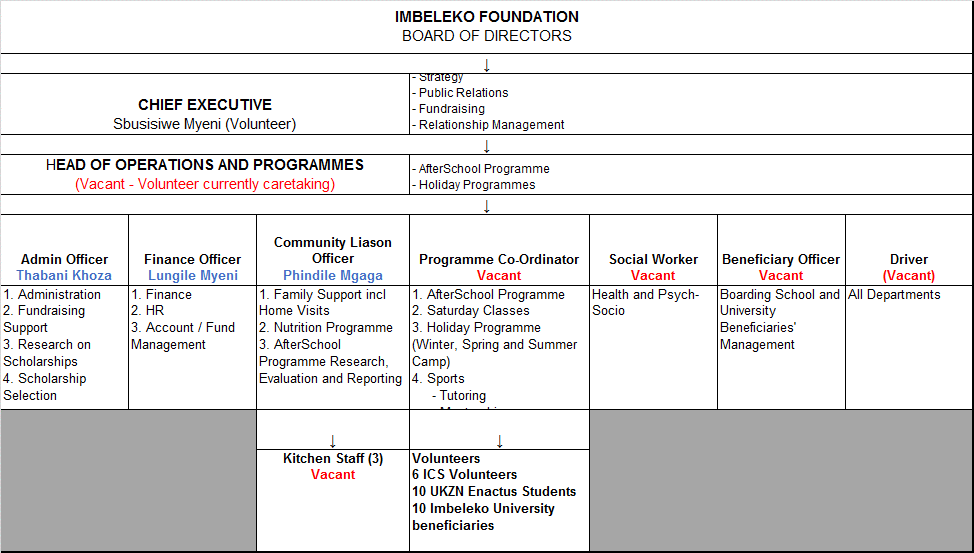 IMBELEKO FOUNDATION
BOARD OF DIRECTORS
↓
CHIEF EXECUTIVE
Sbusisiwe Myeni (Volunteer)
- Strategy
- Public Relations
- Fundraising
- Relationship Management
↓
HEAD OF OPERATIONS AND PROGRAMMES
(Vacant - Volunteer currently caretaking)
- AfterSchool Programme
- Holiday Programmes
↓
Admin Officer
Thabani Khoza
1. Administration
2. Fundraising
Support
3. Research on
Scholarships
4. Scholarship
Selection
Finance Officer
Lungile Myeni
1. Finance
2. HR
3. Account / Fund
Management
Community Liason
Officer
Phindile Mgaga
1. Family Support incl
Home Visits
2. Nutrition Programme
3. AfterSchool
Programme Research,
Evaluation and Reporting
Programme Co-Ordinator
Vacant
1. AfterSchool Programme
2. Saturday Classes
3. Holiday Programme
(Winter, Spring and Summer
Camp)
4. Sports
- Tutoring
Social Worker
Vacant
Health and Psych-
Socio
Beneficiary Officer
Vacant
Boarding School and
University
Beneficiaries'
Management
Driver
(Vacant)
All Departments
↓
Kitchen Staff (3)
Vacant
↓
Volunteers
6 ICS Volunteers
10 UKZN Enactus Students
10 Imbeleko University
beneficiaries